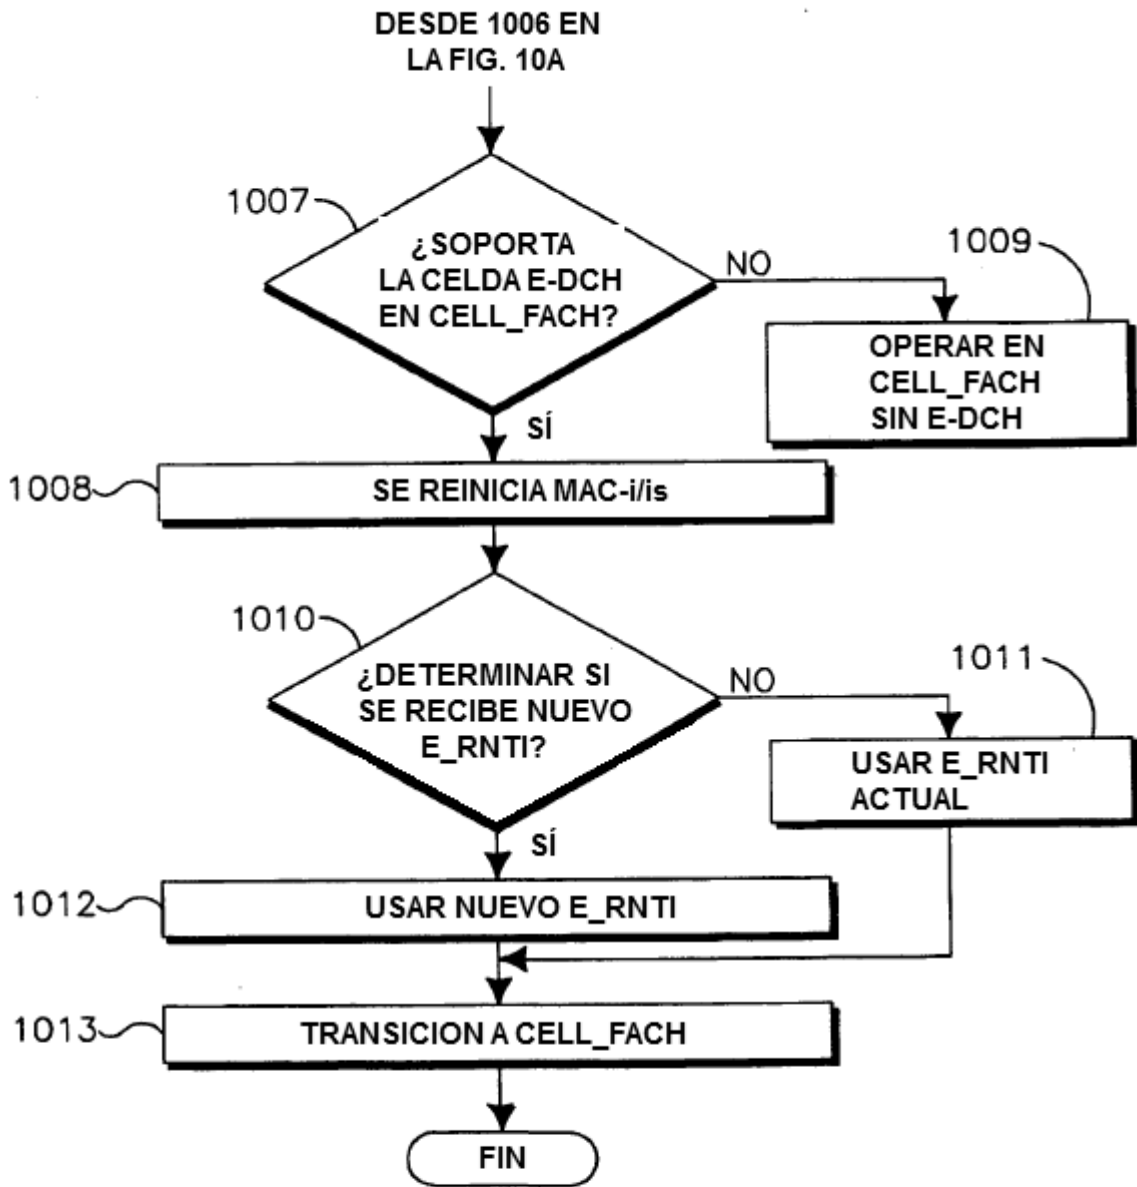 DESDE 1006 EN
LA FIG. 10A
1007
¿SOPORTA
LA CELDA E-DCH
EN CELL_FACH?
NO
1009
OPERAR EN
CELL_FACH
SIN E-DCH
SÍ
1008
SE REINICIA MAC-i/is
1010
¿DETERMINAR SI
SE RECIBE NUEVO
E_RNTI?
NO
1011
USAR E_RNTI
ACTUAL
SÍ
1012
USAR NUEVO E_RNTI
1013
TRANSICION A CELL_FACH
FIN